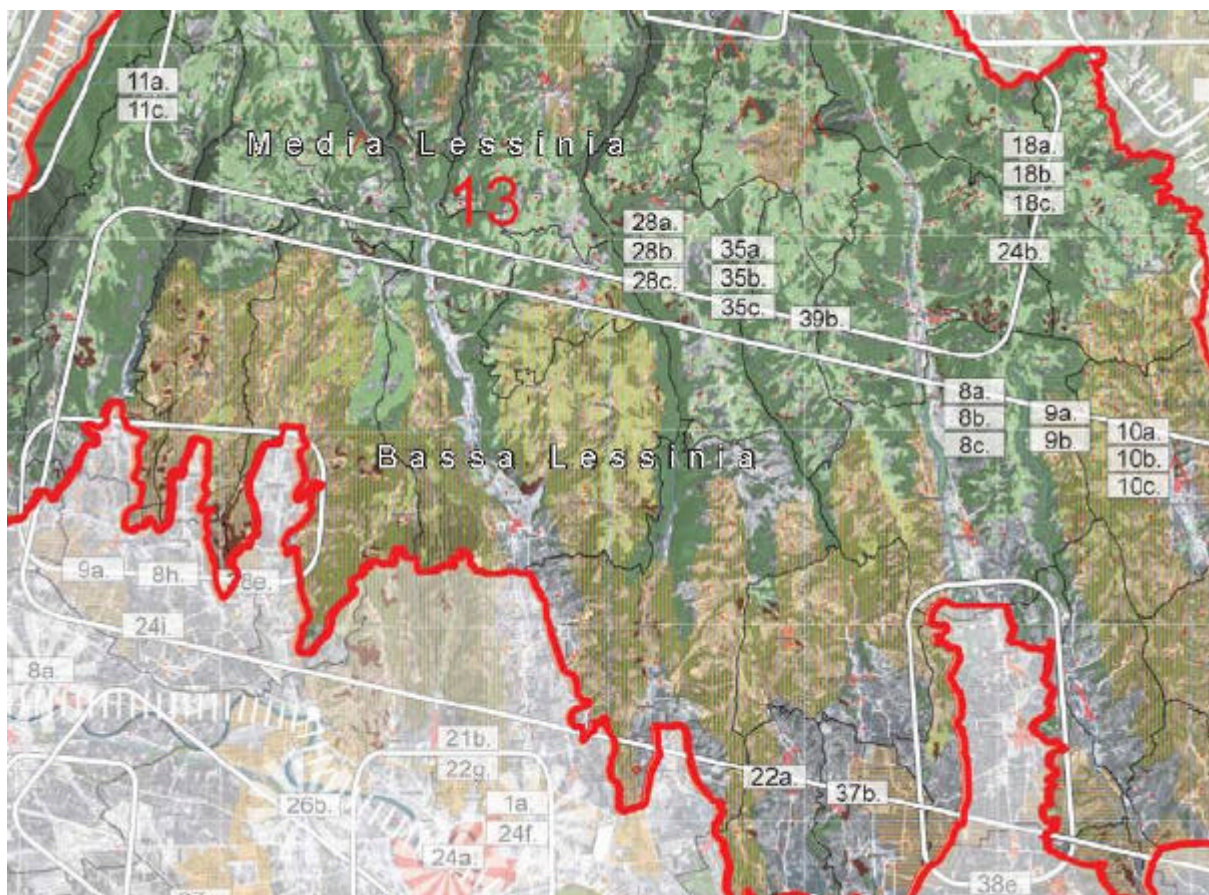 11a.
11c.
Media Lessinia
13
18a.
18b.
18c.
28a.
28b.
28c.
35a.
35b.
35c.
24b.
39b.
8a.
8b.
8c.
9a.
9b.
10a.
10b.
10c.
Bassa Lessinia
9a.
8h.
8e.
24i.
8a.
21b.
22g.
22a.
37b.
26b.
1a.
24f.
24a.
38e.